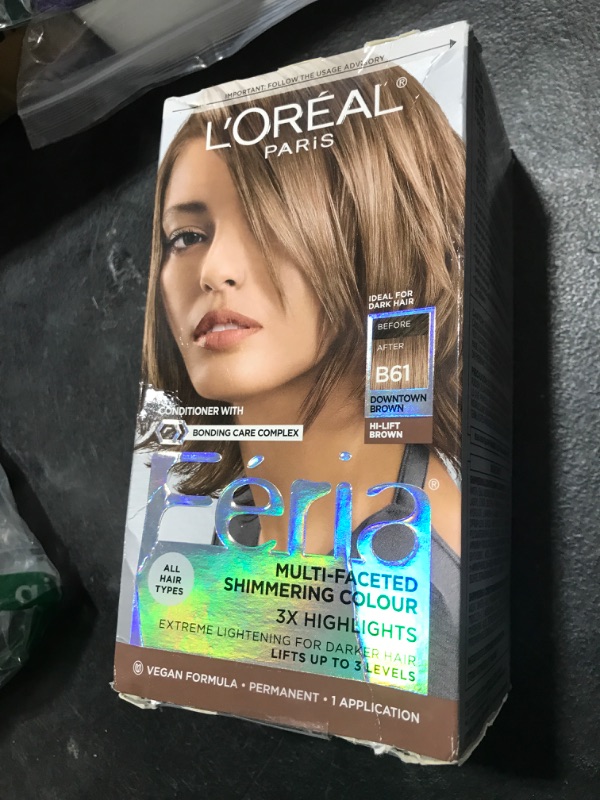 IMPORTANT: FOLLOW THE USAGE ADVISORY
L'ORÉAL®
PARiS
IDEAL FOR
DARK HAIR
BEFORE
AFTER
B61
DOWNTOWN
BROWN
HI-LIFT
BROWN
CONDITIONER WITH
BONDING CARE COMPLEX
Féria®
ALL
HAIR
TYPES
MULTI-FACETED
SHIMMERING COLOUR
3X HIGHLIGHTS
EXTREME LIGHTENING FOR DARKER HAIR
LIFTS UP TO 3 LEVELS
VEGAN FORMULA • PERMANENT • 1 APPLICATION